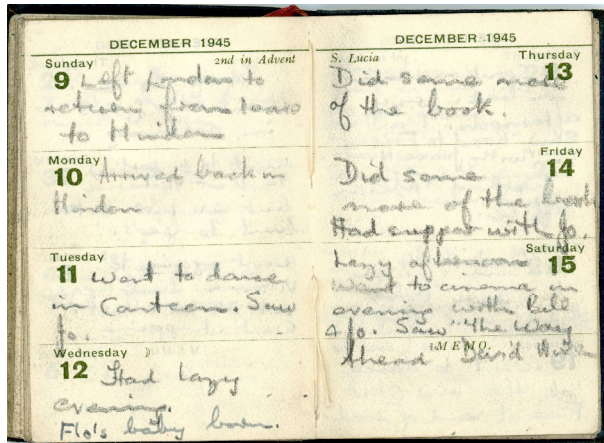 DECEMBER 1945
Sunday
2nd in Advent
9 Left London to
return from leave
to Minden
Monday
10 Arrived back in
Minden
Tuesday
11 Went to dance
in Canteen. Saw
Jo.
Wednesday
12 Had lazy
evening.
Flo's baby born.
DECEMBER 1945
S. Lucia
Thursday
13
Did some more
of the book.
Friday
14
Did some
more of the book
Had supper with Jo.
Saturday
15
Lazy afternoon
Went to cinema in
evening with Bill
& Jo. Saw "The Way
MEMO.
Ahead David